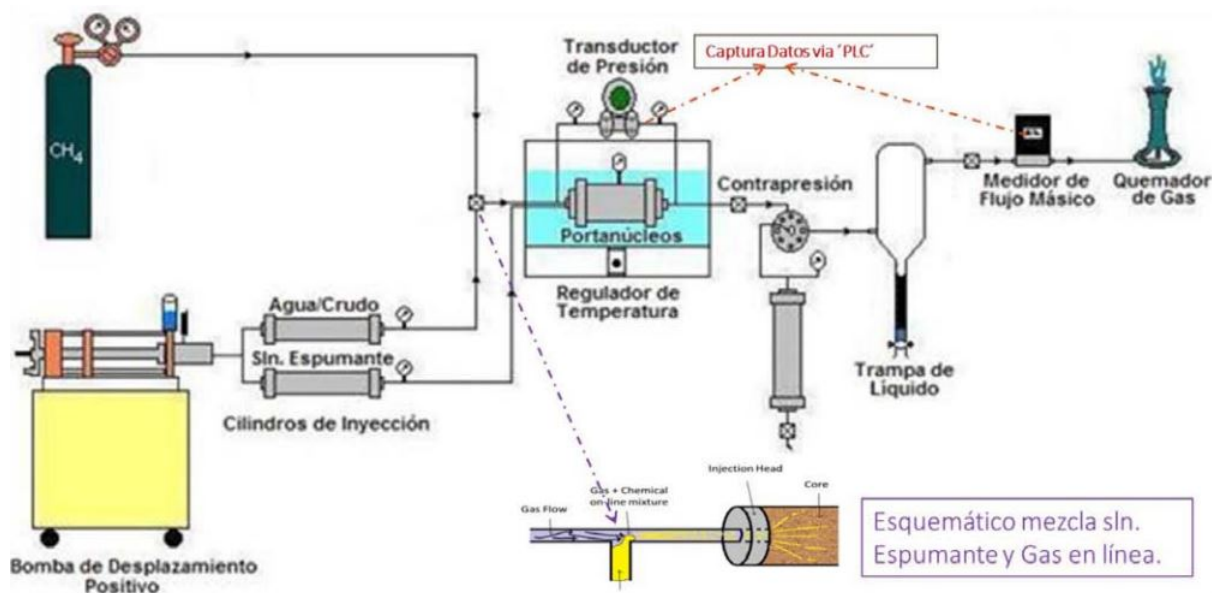 CH4
Transductor
de Presión
Captura Datos via 'PLC'
Contrapresión
Medidor de
Flujo Másico
Quemador
de Gas
Portanúcleos
Regulador de
Temperatura
Agua/Crudo
Sln. Espumante
Cilindros de Inyección
Trampa de
Líquido
Bomba de Desplazamiento
Positivo
Gas Flow
Gas + Chemical
on-line mixture
Injection Head
Core
Esquemático mezcla sln.
Espumante y Gas en línea.